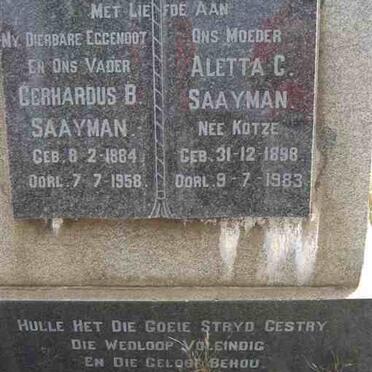 MET LIEFDE AAN
MY DIERBARE EGGENOOT
EN ONS VADER
GERHARDUS B.
SAAYMAN.
GEB. 8-2-1884.
OORL. 7-7-1958.
ONS MOEDER
ALETTA C.
SAAYMAN.
NEE KOTZE
GEB. 31-12-1898.
OORL. 9-7-1983.
HULLE HET DIE GOEIE STRYD GESTRY
DIE WEDLOOP VOLEINDIG
EN DIE GELOOF BEHOU.